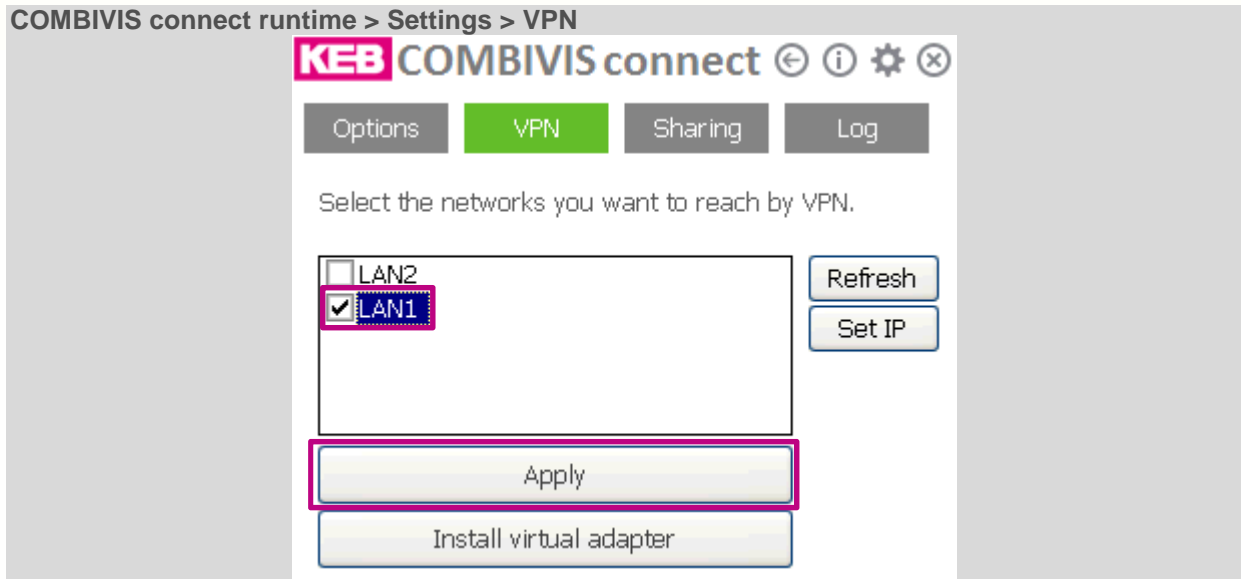 COMBIVIS connect runtime > Settings > VPN
KEB COMBIVIS connect
Options VPN Sharing Log
Select the networks you want to reach by VPN.
LAN2 Refresh
LAN1 Set IP
Apply
Install virtual adapter